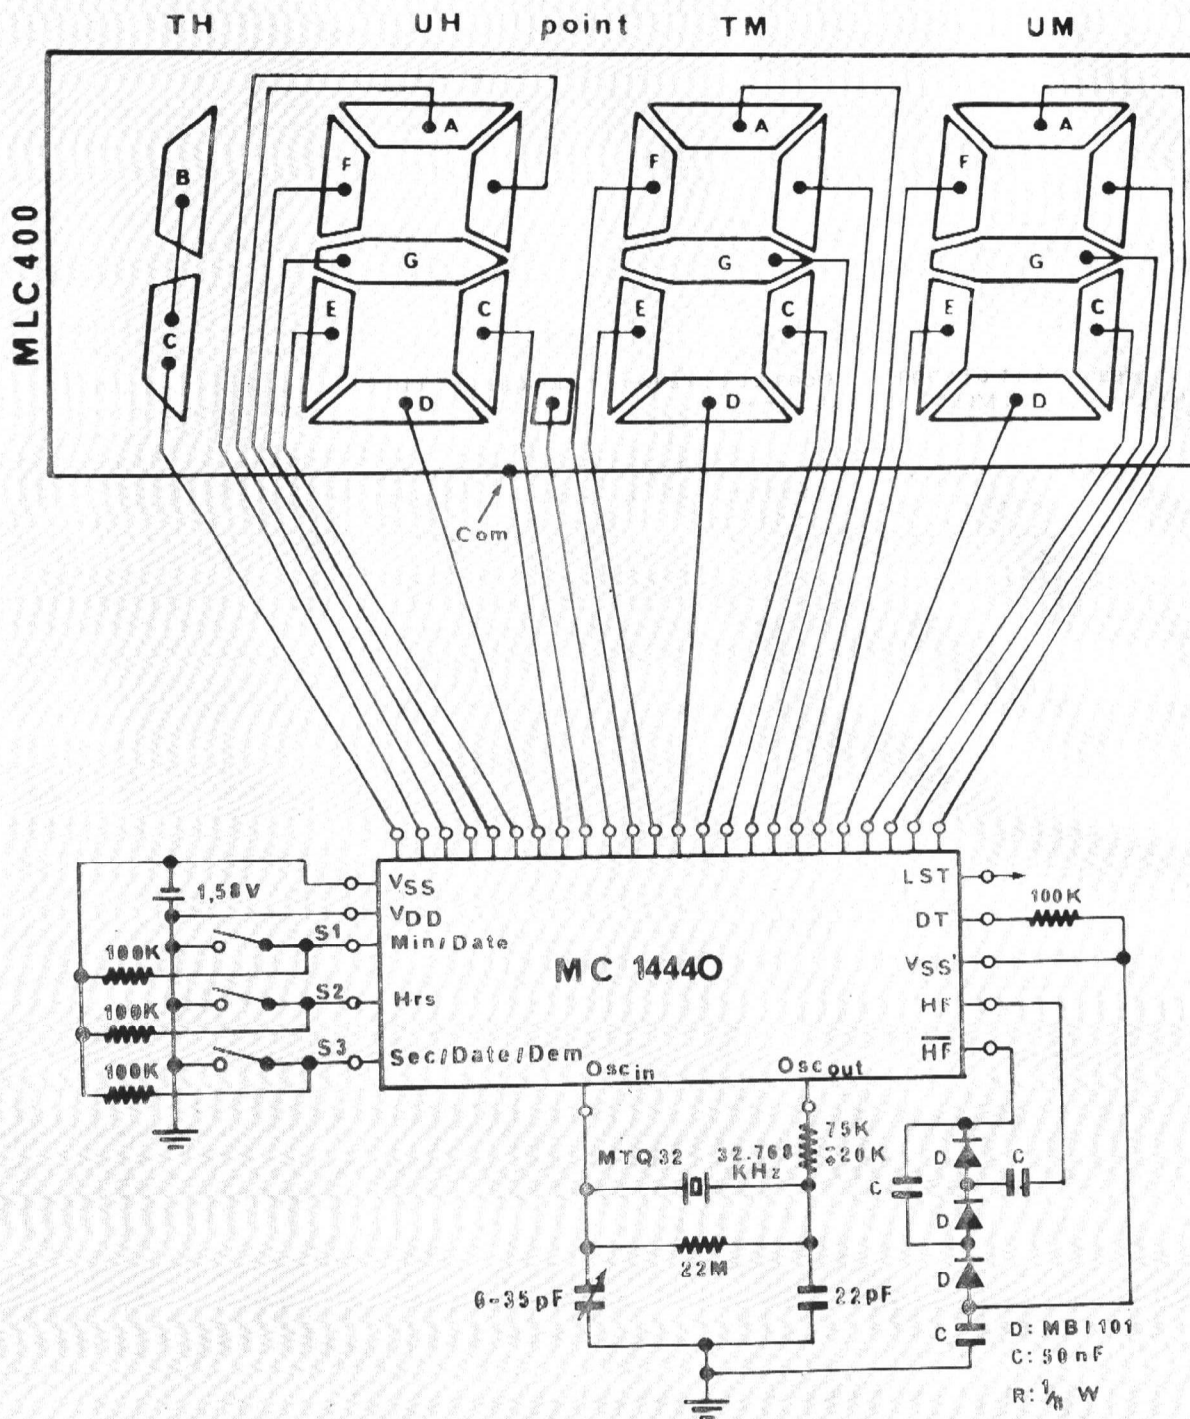 TH UH point TM UM
MLC400
B
C
A
F
G
E
C
D
A
F
G
E
C
D
A
F
G
E
C
D
Com
VSS
1,58V
VDD
S1
Min/Date
100K
S2
Hrs
100K
S3
Sec/Date/Dem
100K
MC 14440
LST
DT
100K
VSS'
HF
HF
Oscin
Oscout
75K
MTQ32
32.768
KHz
22M
6-35pF
22pF
D
C
C
D
D
C
D: MBI101
C: 50nF
R: 1/8 W